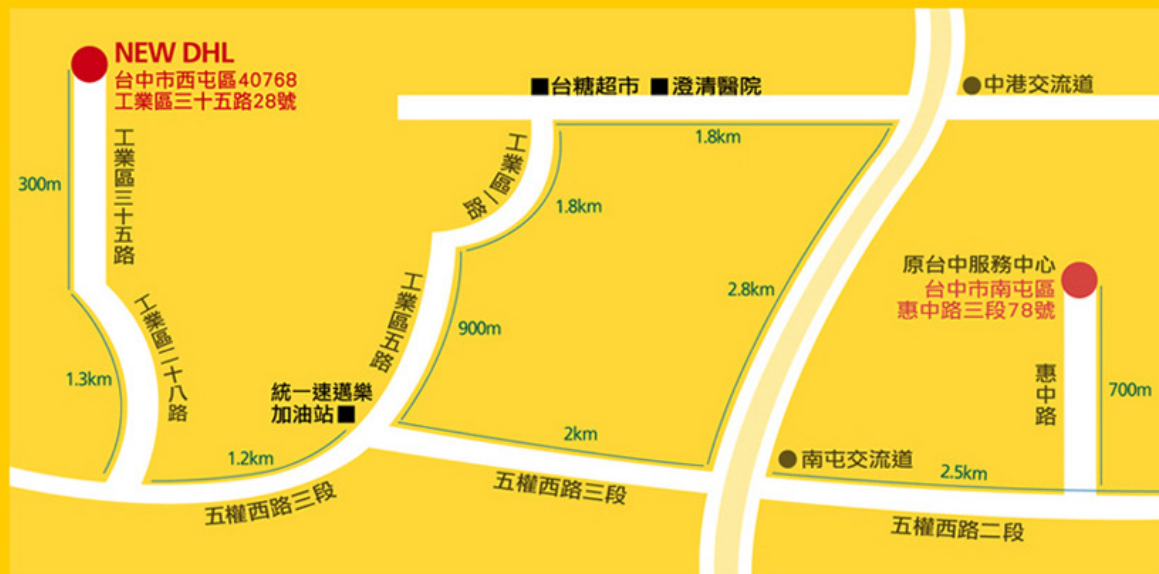 NEW DHL
台中市西屯區40768
工業區三十五路28號
■台糖超市 ■澄清醫院
●中港交流道
1.8km
工業區一路
1.8km
300m
工業區三十五路
原台中服務中心
台中市南屯區
惠中路三段78號
工業區五路
2.8km
900m
工業區二十八路
1.3km
惠中路
700m
統一速邁樂
加油站■
2km
1.2km
●南屯交流道
2.5km
五權西路三段
五權西路三段
五權西路二段